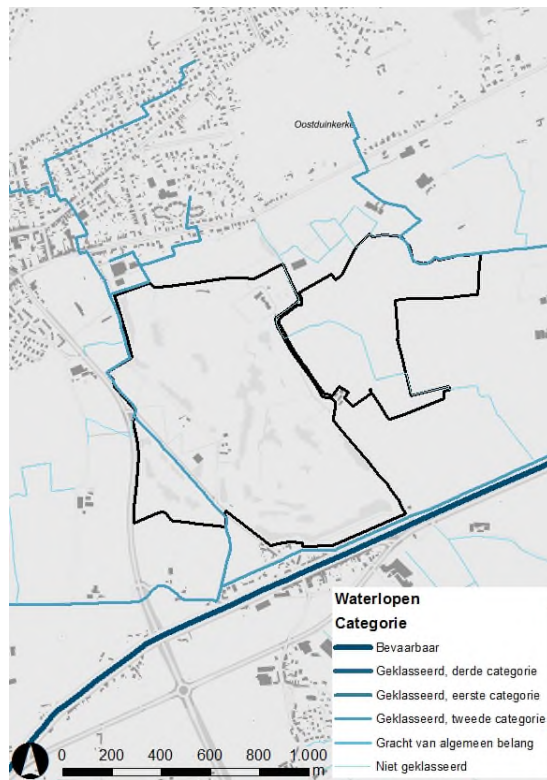 Oostduinkerke
Waterlopen
Categorie
Bevaarbaar
Geklasseerd, derde categorie
Geklasseerd, eerste categorie
Geklasseerd, tweede categorie
Gracht van algemeen belang
Niet geklasseerd
0 200 400 600 800 1.000
m